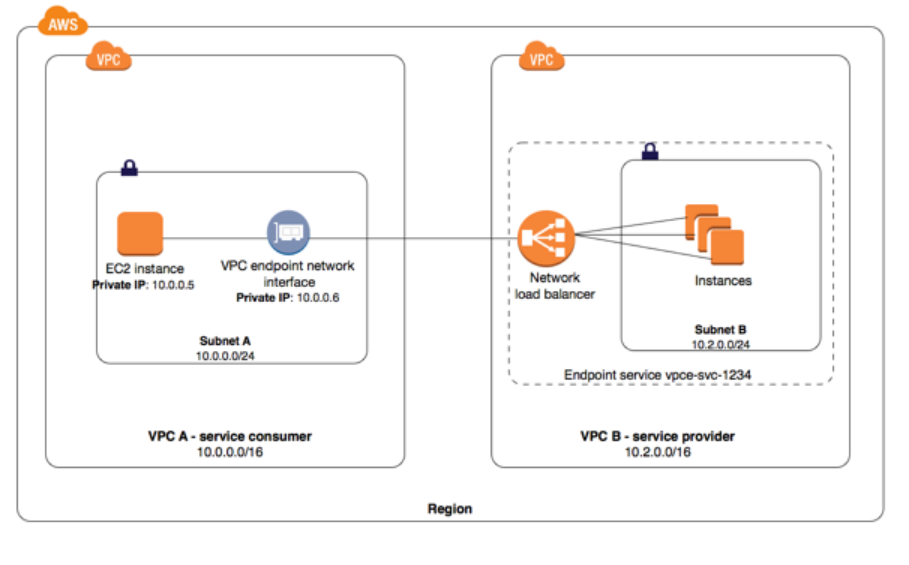 AWS
VPC
VPC
EC2 instance
Private IP: 10.0.0.5
VPC endpoint network
interface
Private IP: 10.0.0.6
Subnet A
10.0.0.0/24
VPC A - service consumer
10.0.0.0/16
Network
load balancer
Instances
Subnet B
10.2.0.0/24
Endpoint service vpce-svc-1234
VPC B - service provider
10.2.0.0/16
Region